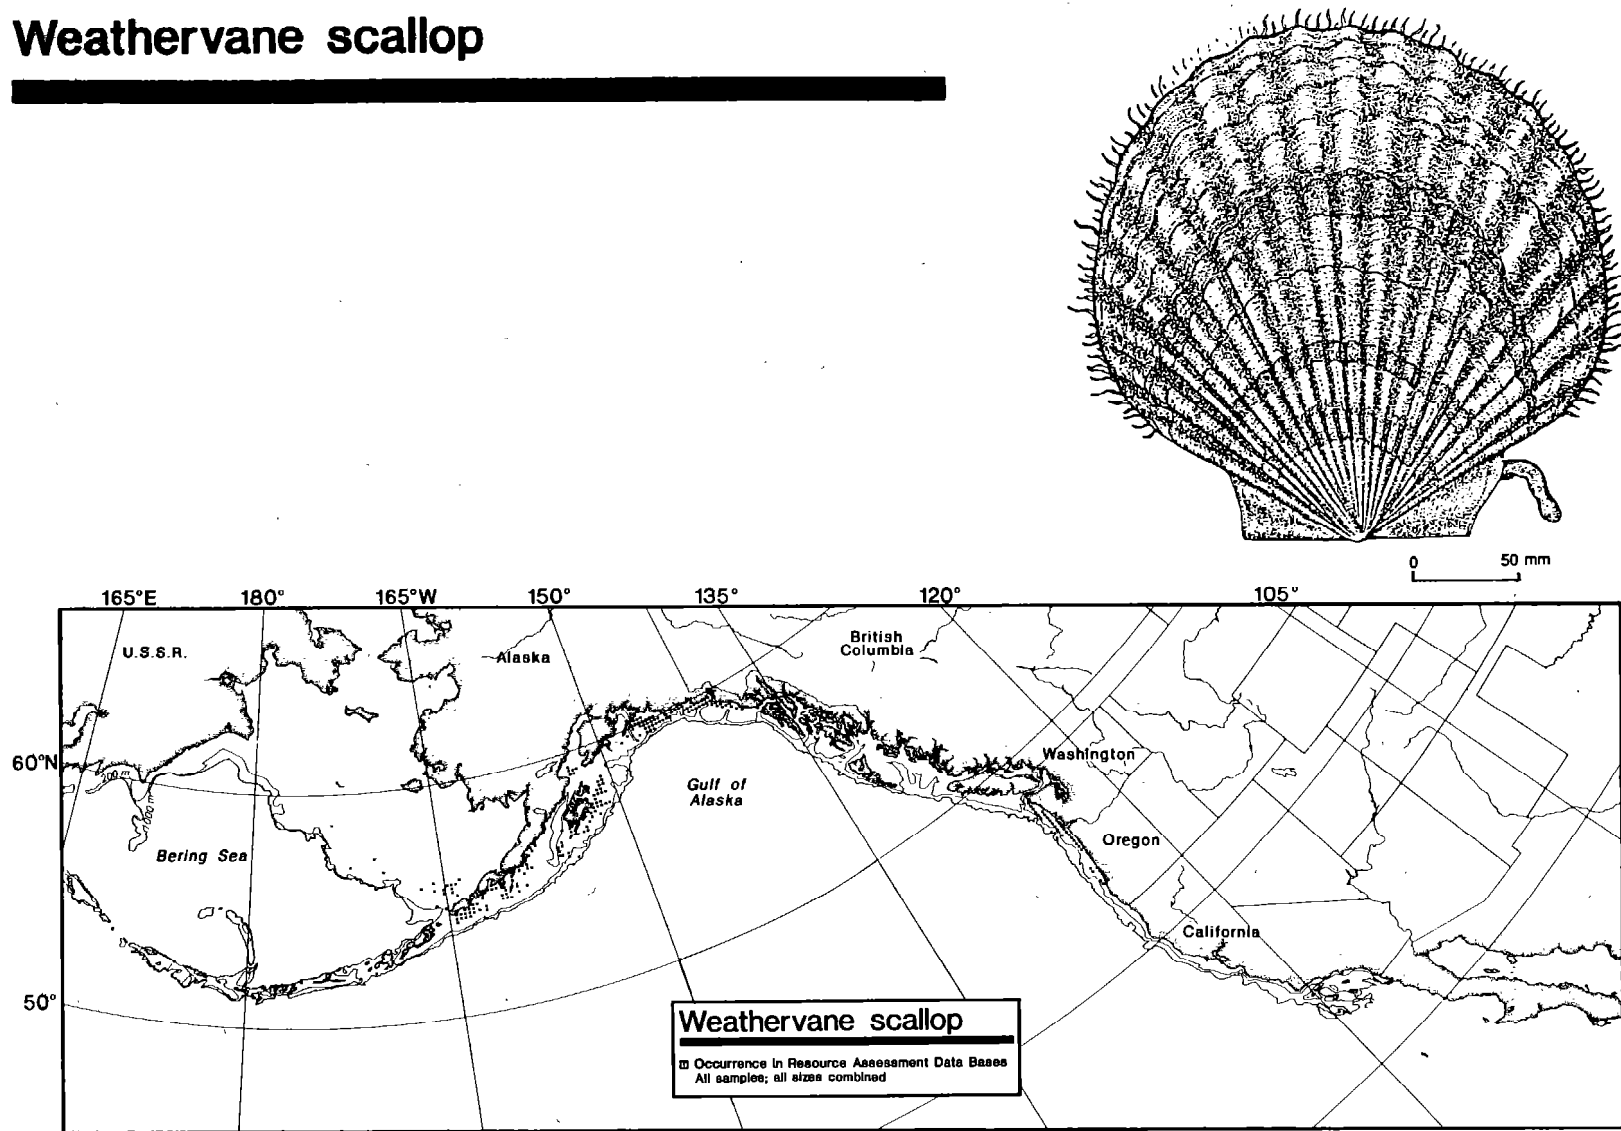 Weathervane scallop
0 50 mm
165°E 180° 165°W 150° 135° 120° 105°
U.S.S.R.
Alaska
British
Columbia
60°N
200 m
1000 m
Washington
Gulf of
Alaska
Bering Sea
Oregon
California
50°
Weathervane scallop
Occurrence in Resource Assessment Data Bases
All samples; all sizes combined